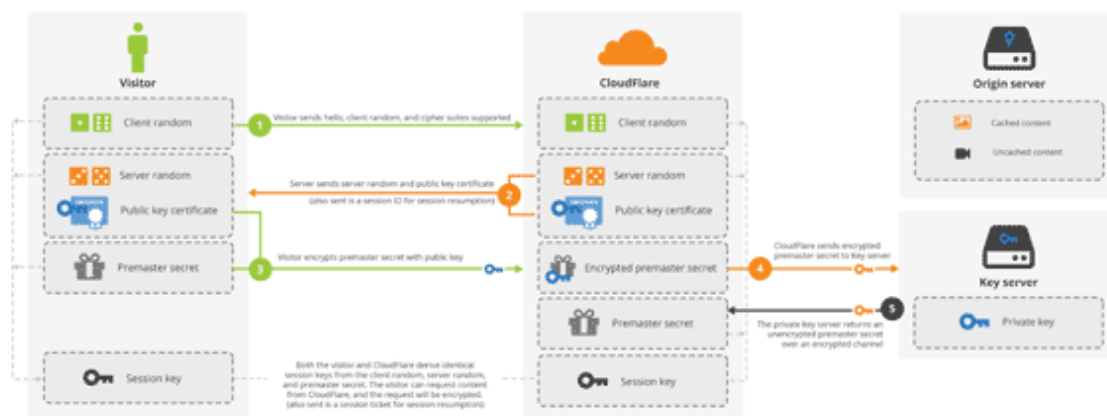 Visitor
CloudFlare
Origin server
Client random
1
Visitor sends hello, client random, and cipher suites supported
Client random
Cached content
Uncached content
Server random
Public key certificate
Server sends server random and public key certificate
(also sent is a session ID for session resumption)
2
Server random
Public key certificate
Premaster secret
3
Visitor encrypts premaster secret with public key
Encrypted premaster secret
4
CloudFlare sends encrypted
premaster secret to Key server
Key server
Premaster secret
5
The private key server returns an
unencrypted premaster secret
over an encrypted channel
Private key
Session key
Both the visitor and CloudFlare derive identical
session keys from the client random, server random,
and premaster secret. The visitor can request content
from CloudFlare, and the request will be encrypted.
(also sent is a session ticket for session resumption)
Session key